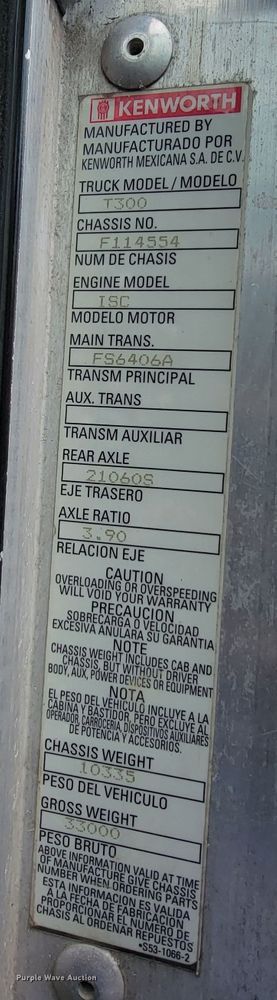 KENWORTH
MANUFACTURED BY
MANUFACTURADO POR
KENWORTH MEXICANA S.A. DE C.V.
TRUCK MODEL / MODELO
T300
CHASSIS NO.
F114554
NUM DE CHASIS
ENGINE MODEL
ISC
MODELO MOTOR
MAIN TRANS.
FS6406A
TRANSM PRINCIPAL
AUX. TRANS
TRANSM AUXILIAR
REAR AXLE
21060S
EJE TRASERO
AXLE RATIO
3.90
RELACION EJE
CAUTION
OVERLOADING OR OVERSPEEDING
WILL VOID YOUR WARRANTY
PRECAUCION
SOBRECARGA O VELOCIDAD
EXCESIVA ANULARA SU GARANTIA
NOTE
CHASSIS WEIGHT INCLUDES CAB AND
CHASSIS, BUT WITHOUT DRIVER
BODY, AUX, POWER DEVICES OR EQUIPMENT
NOTA
EL PESO DEL VEHICULO INCLUYE A LA
CABINA Y BASTIDOR, PERO EXCLUYE AL
OPERADOR, CARROCERIA, DISPOSITIVOS AUXILIARES
DE POTENCIA Y ACCESORIOS.
CHASSIS WEIGHT
10335
PESO DEL VEHICULO
GROSS WEIGHT
33000
PESO BRUTO
ABOVE INFORMATION VALID AT TIME
OF MANUFACTURE GIVE CHASSIS
NUMBER WHEN ORDERING PARTS
ESTA INFORMACION ES VALIDA
A LA FECHA DE FABRICACION
PROPORCIONAR EL NUMERO DE
CHASIS AL ORDENAR REPUESTOS
*S53-1066-2
Purple Wave Auction